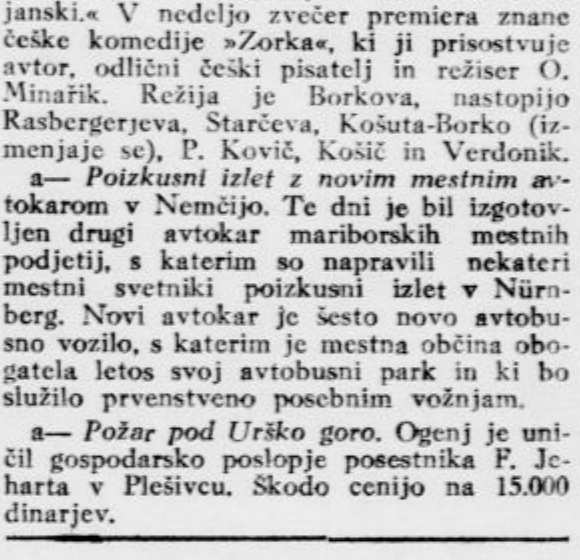 janski.« V nedeljo zvečer premiera znane
češke komedije »Zorka«, ki ji prisostvuje
avtor, odlični češki pisatelj in režiser O.
Minařik. Režija je Borkova, nastopijo
Rasbergerjeva, Starčeva, Košuta-Borko (iz-
menjaje se), P. Kovič, Košič in Verdonik.
a— Poizkusni izlet z novim mestnim av-
tokarom v Nemčijo. Te dni je bil izgotov-
ljen drugi avtokar mariborskih mestnih
podjetij, s katerim so napravili nekateri
mestni svetniki poizkusni izlet v Nürn-
berg. Novi avtokar je šesto novo avtobu-
sno vozilo, s katerim je mestna občina obo-
gatela letos svoj avtobusni park in ki bo
služilo prvenstveno posebnim vožnjam.
a— Požar pod Urško goro. Ogenj je uni-
čil gospodarsko poslopje posestnika F. Je-
harta v Plešivcu. Škodo cenijo na 15.000
dinarjev.